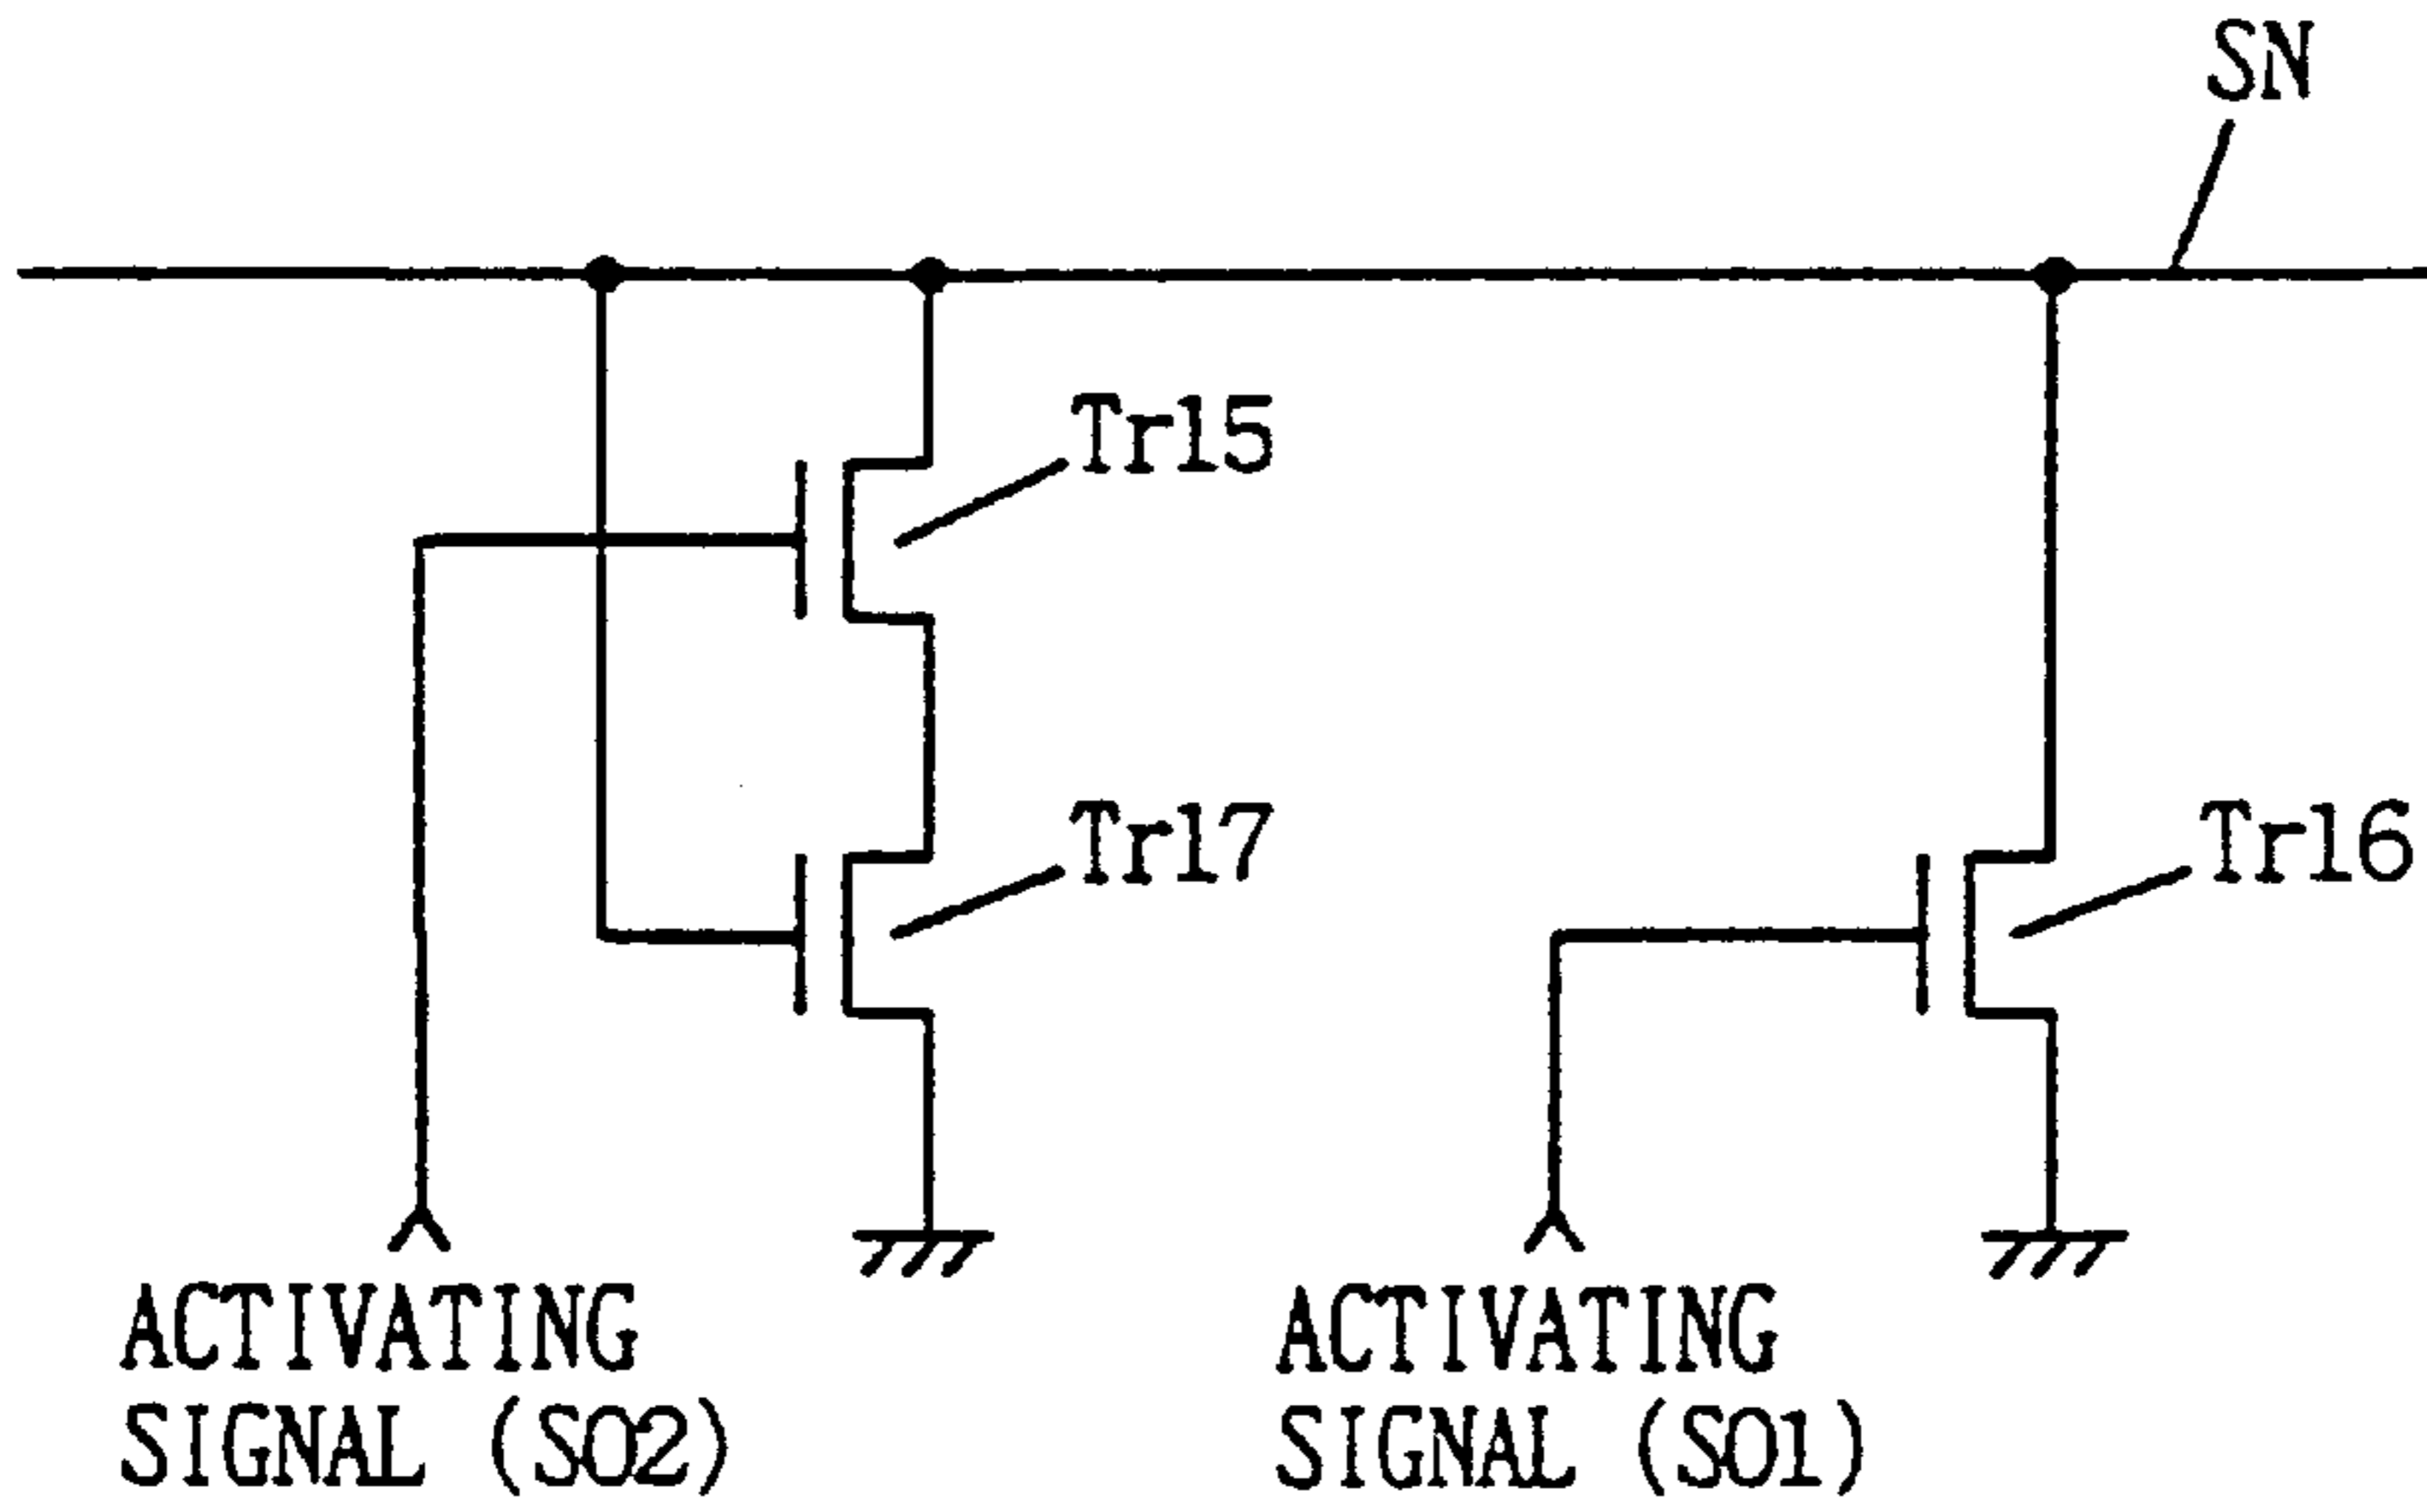 SN
Tr15
Tr17
Tr16
ACTIVATING
SIGNAL (SO2)
ACTIVATING
SIGNAL (SO1)